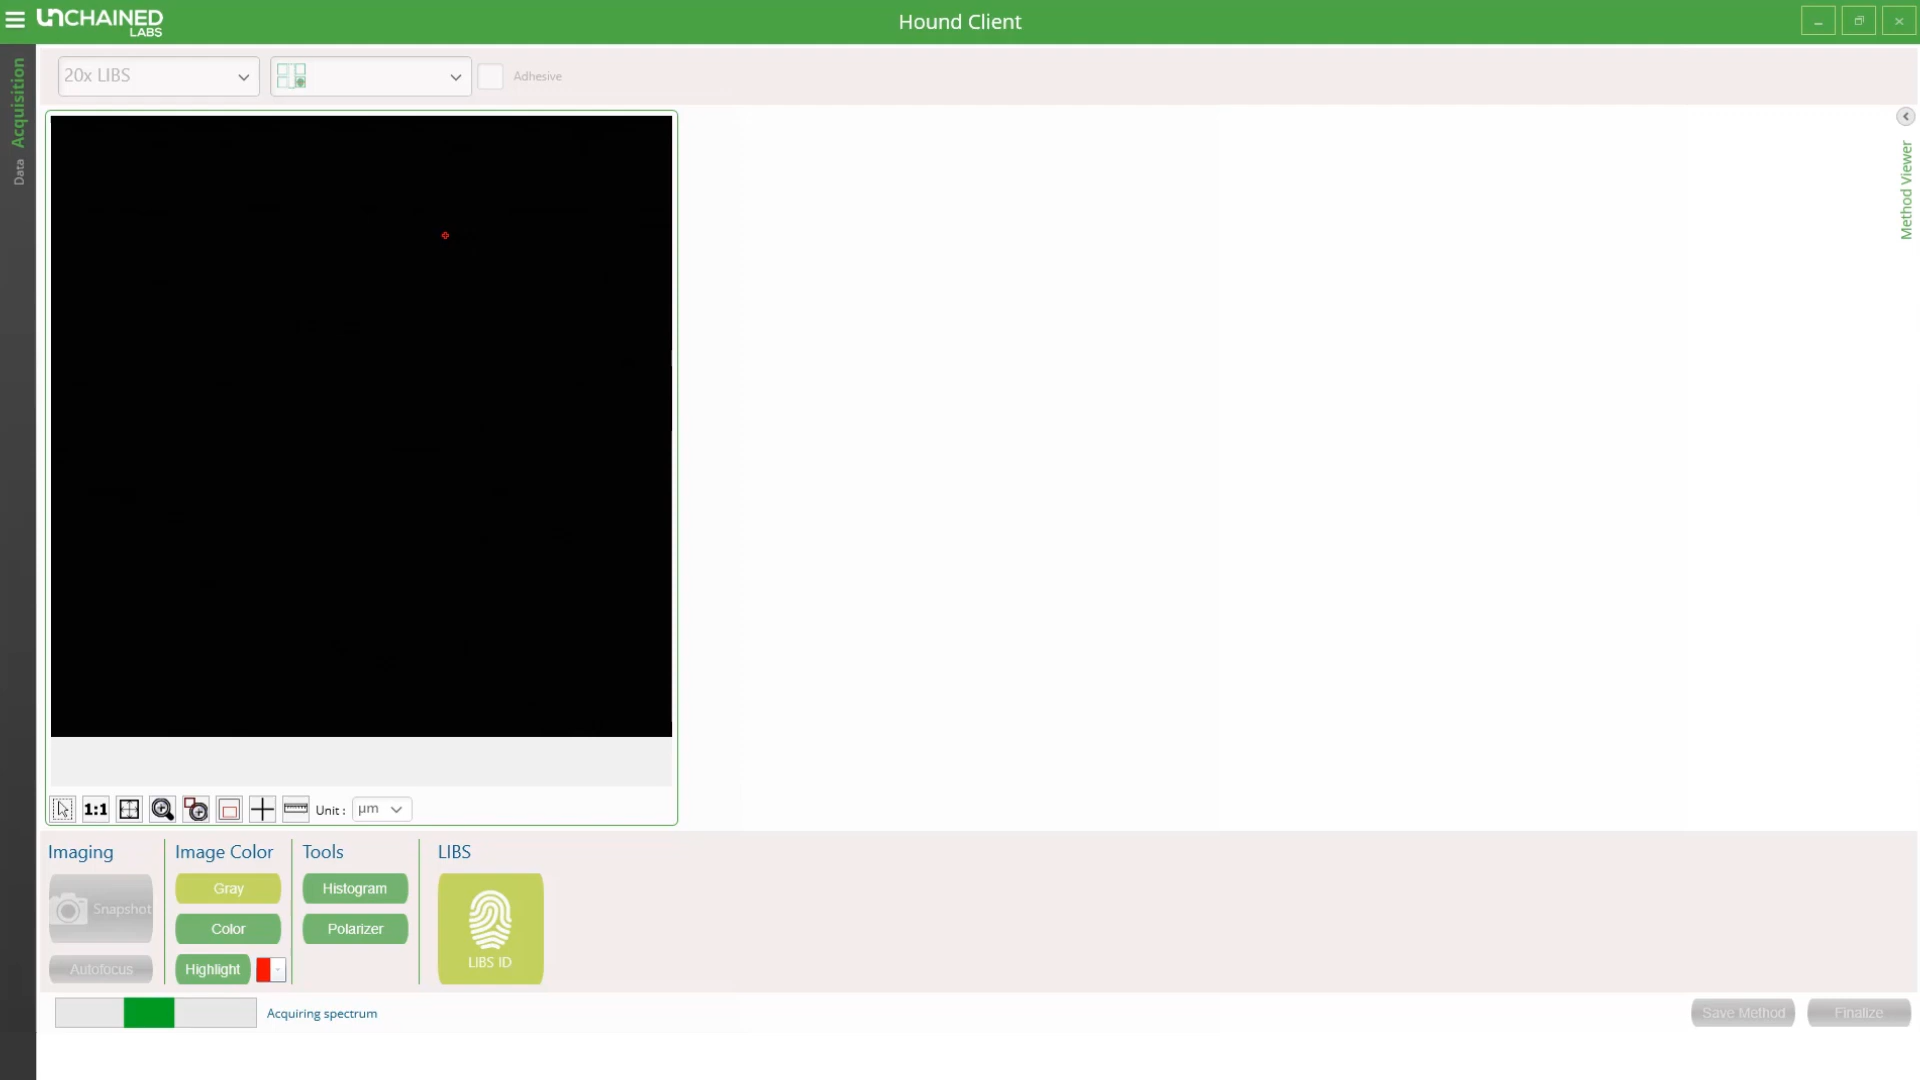 UNCHAINED
LABS
Hound Client
Acquisition
Data
20x LIBS
Adhesive
Method Viewer
1:1
Unit :
µm
Imaging
Image Color
Tools
LIBS
Snapshot
Gray
Histogram
Color
Polarizer
LIBS ID
Autofocus
Highlight
Acquiring spectrum
Save Method
Finalize